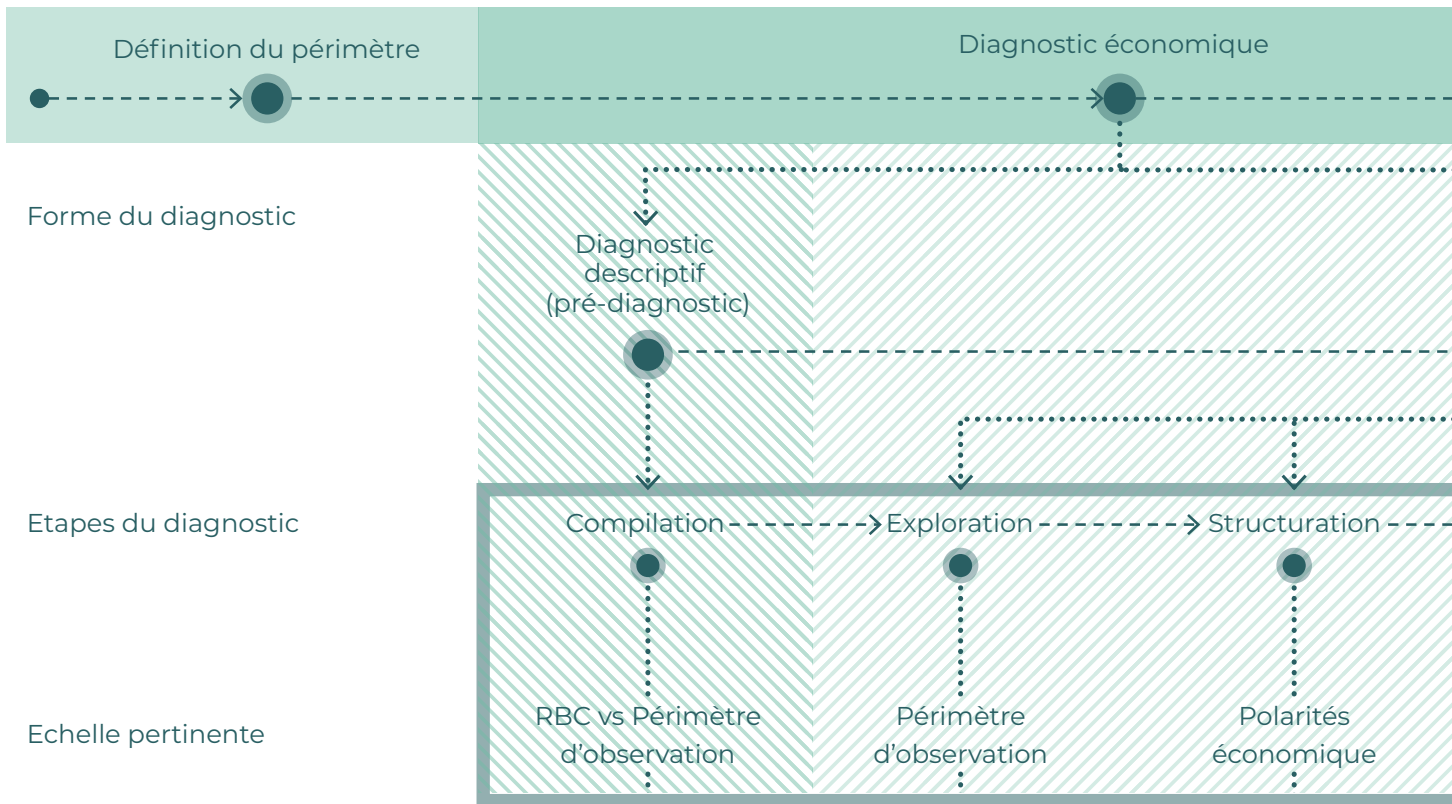 Définition du périmètre
Diagnostic économique
Forme du diagnostic
Diagnostic
descriptif
(pré-diagnostic)
Etapes du diagnostic
Compilation
Exploration
Structuration
Echelle pertinente
RBC vs Périmètre
d’observation
Périmètre
d’observation
Polarités
économique